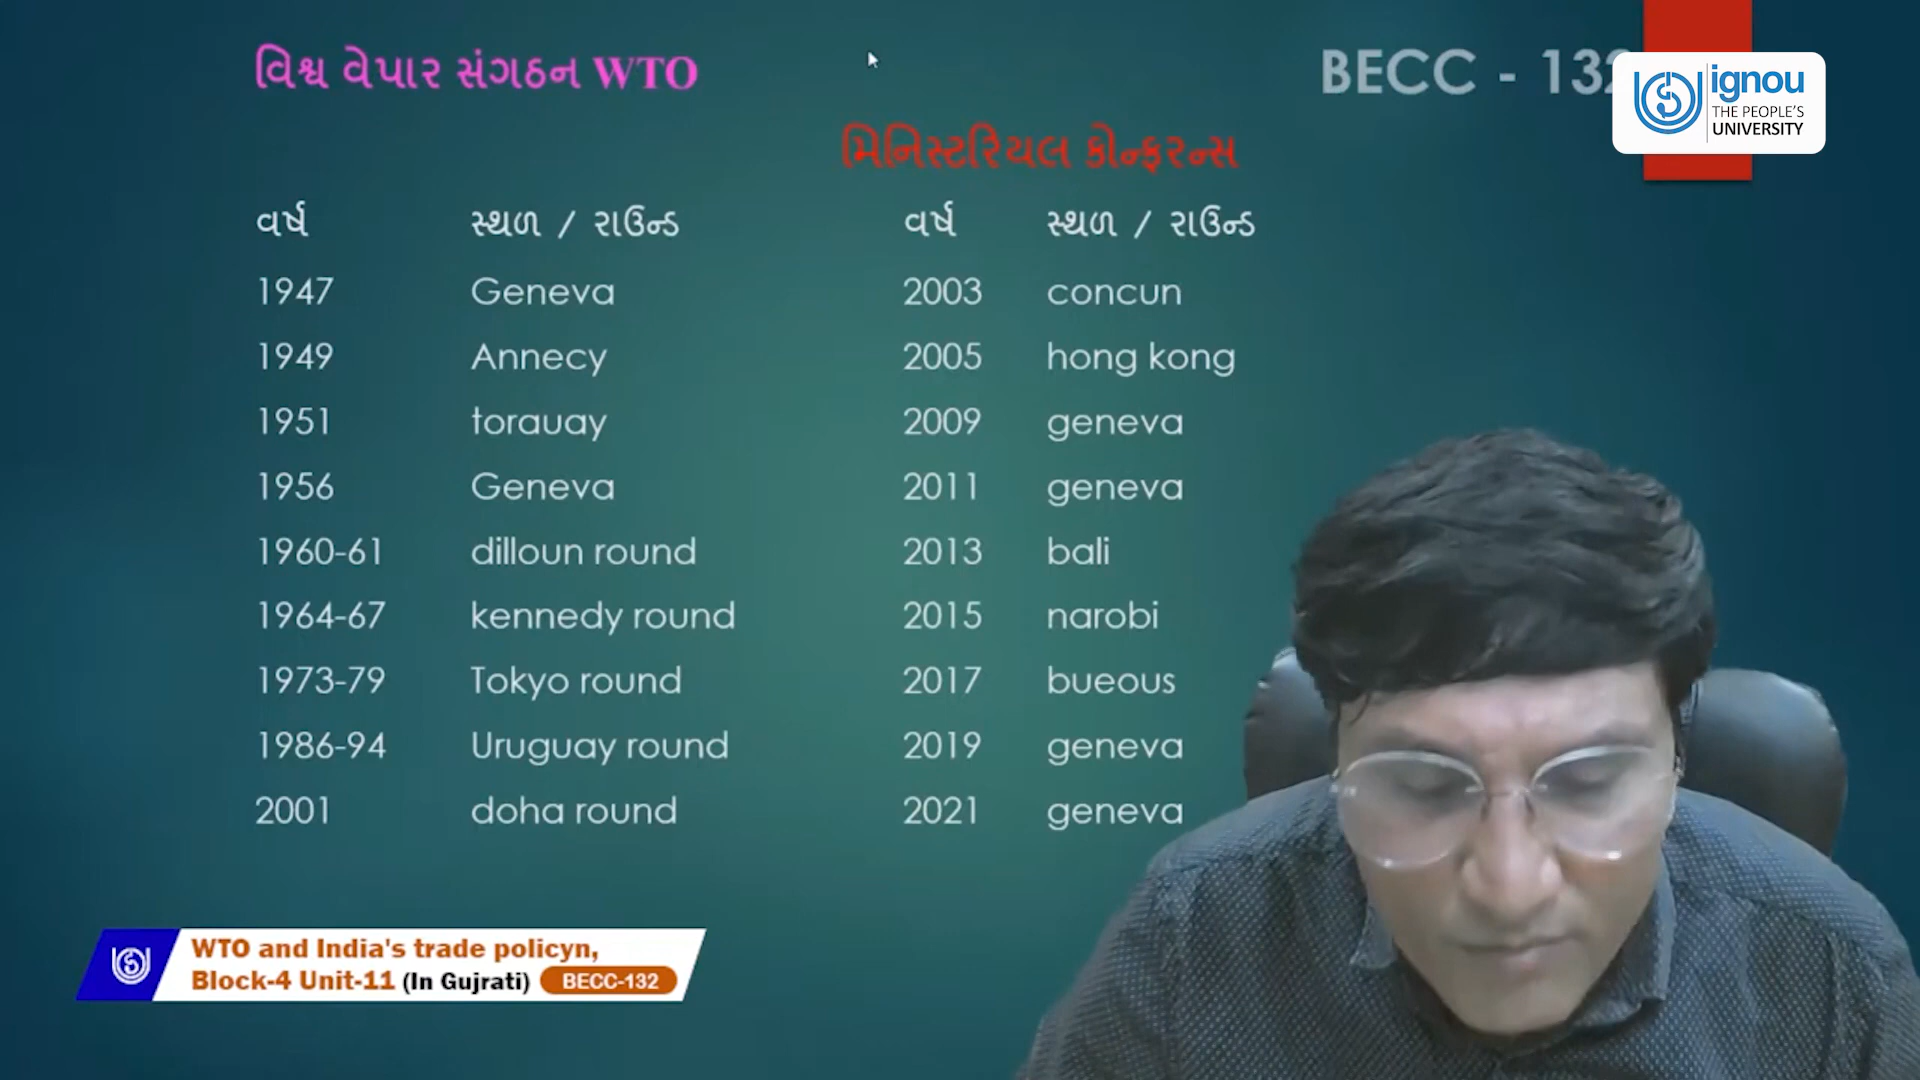 વિશ્વ વેપાર સંગઠન WTO
BECC - 132
ignou
THE PEOPLE'S
UNIVERSITY
મિનિસ્ટરિયલ કોન્ફરન્સ
વર્ષ સ્થળ / રાઉન્ડ વર્ષ સ્થળ / રાઉન્ડ
1947 Geneva 2003 concun
1949 Annecy 2005 hong kong
1951 torauay 2009 geneva
1956 Geneva 2011 geneva
1960-61 dilloun round 2013 bali
1964-67 kennedy round 2015 narobi
1973-79 Tokyo round 2017 bueous
1986-94 Uruguay round 2019 geneva
2001 doha round 2021 geneva
WTO and India's trade policyn,
Block-4 Unit-11 (In Gujrati) BECC-132